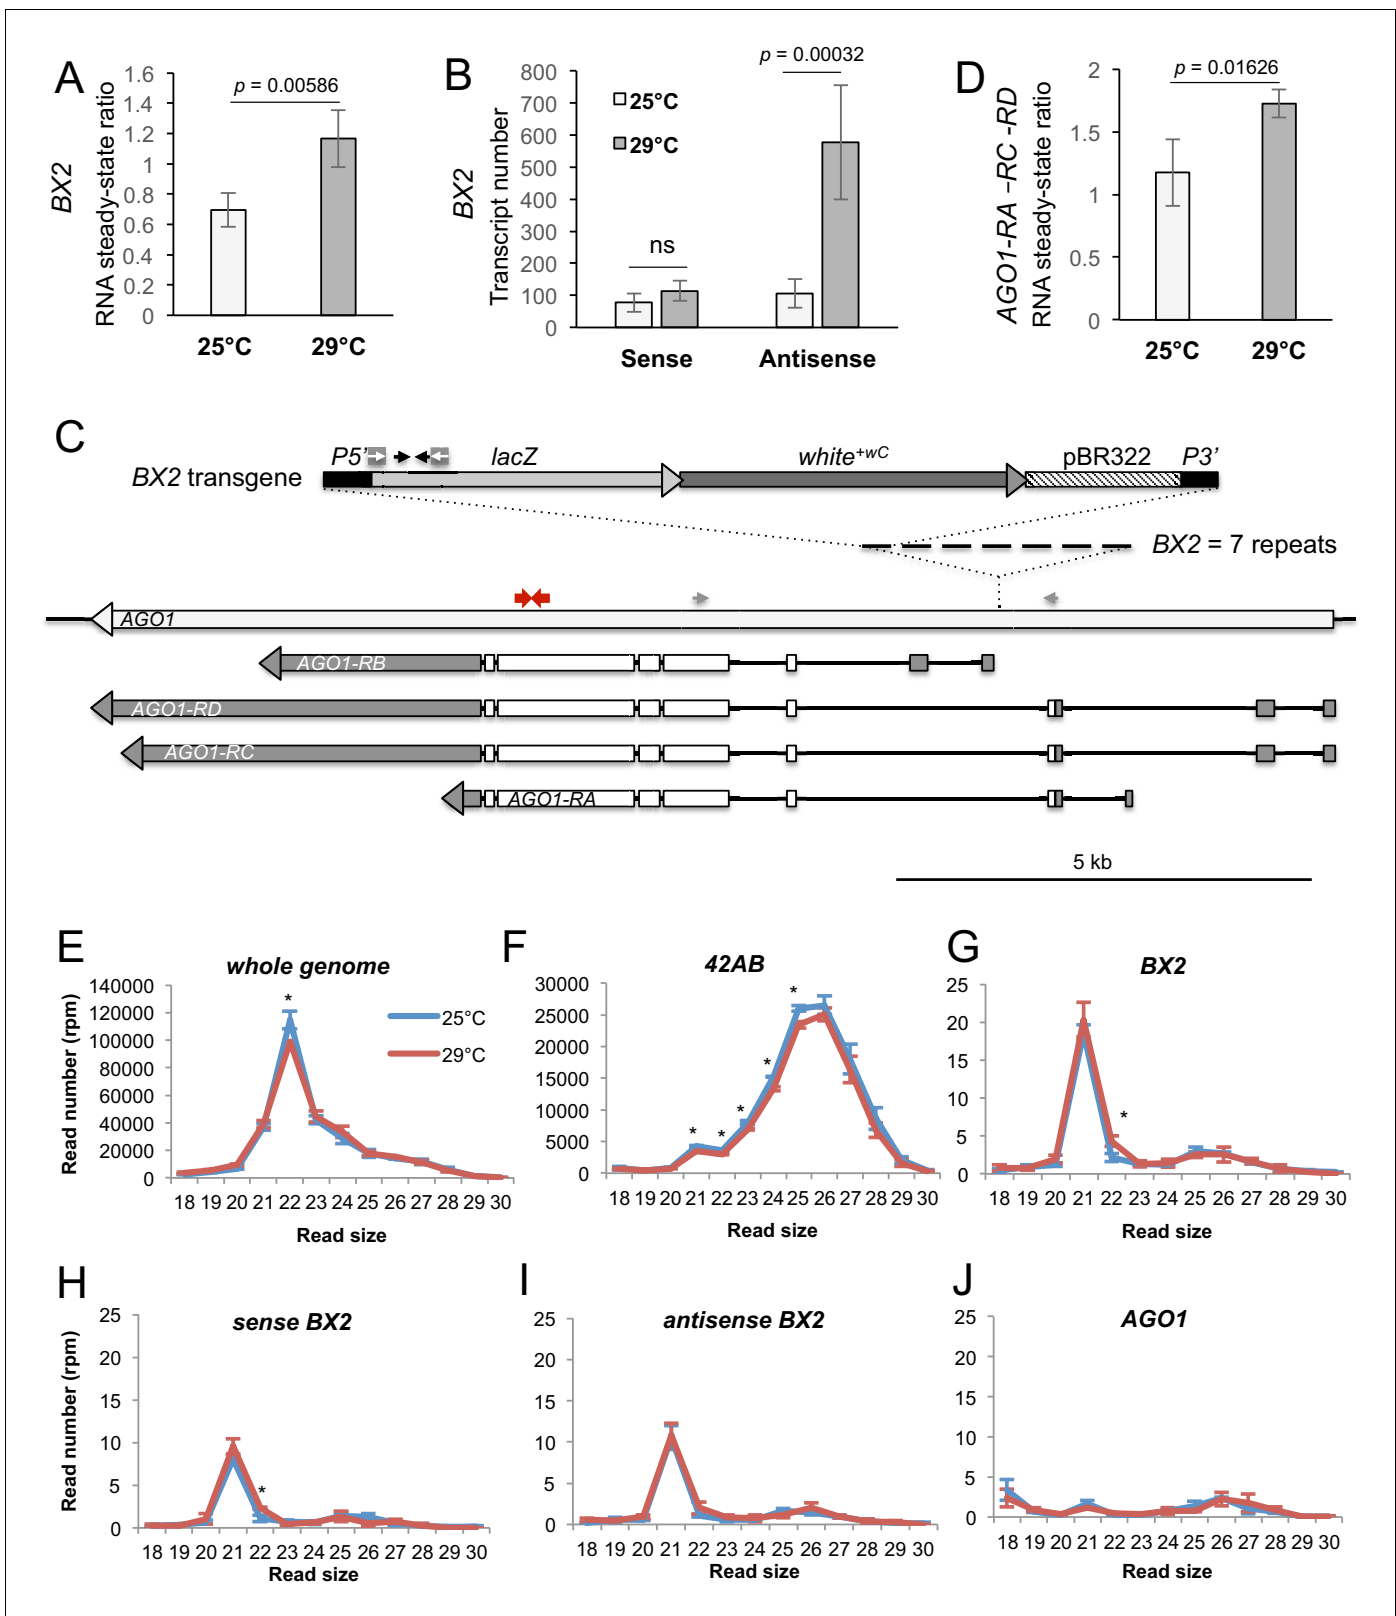 A
BX2
RNA steady-state ratio
1.6
1.4
1.2
1
0.8
0.6
0.4
0.2
0
p = 0.00586
25°C 29°C
B
BX2
Transcript number
800
700
600
500
400
300
200
100
0
25°C
29°C
ns
p = 0.00032
Sense Antisense
D
AGO1-RA –RC -RD
RNA steady-state ratio
2
1.5
1
0.5
0
p = 0.01626
25°C 29°C
C
P5' lacZ white+wC pBR322 P3'
BX2 transgene
BX2 = 7 repeats
AGO1
AGO1-RB
AGO1-RD
AGO1-RC
AGO1-RA
5 kb
E
whole genome
Read number (rpm)
140000
120000
100000
80000
60000
40000
20000
0
*
25°C
29°C
18 19 20 21 22 23 24 25 26 27 28 29 30
Read size
F
42AB
30000
25000
20000
15000
10000
5000
0
* * * * *
18 19 20 21 22 23 24 25 26 27 28 29 30
Read size
G
BX2
25
20
15
10
5
0
*
18 19 20 21 22 23 24 25 26 27 28 29 30
Read size
H
sense BX2
Read number (rpm)
25
20
15
10
5
0
*
18 19 20 21 22 23 24 25 26 27 28 29 30
Read size
I
antisense BX2
25
20
15
10
5
0
18 19 20 21 22 23 24 25 26 27 28 29 30
Read size
J
AGO1
25
20
15
10
5
0
18 19 20 21 22 23 24 25 26 27 28 29 30
Read size